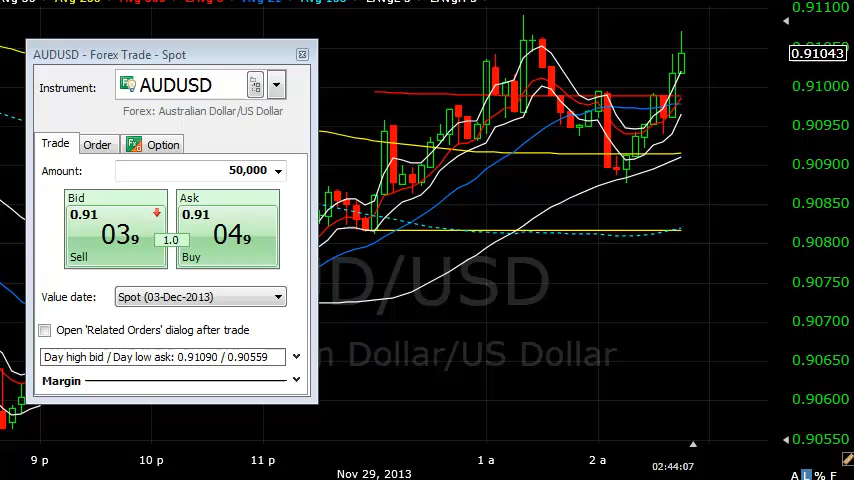 0.91100
AUDUSD - Forex Trade - Spot
0.91043
Instrument:
AUDUSD
0.91000
Forex: Australian Dollar/US Dollar
0.90950
Trade
Order
Option
0.90900
Amount:
50,000
Bid
Ask
0.91
0.91
0.90850
039
1.0
049
0.90800
Sell
Buy
0.90750
D/USD
Value date:
Spot (03-Dec-2013)
0.90700
Open 'Related Orders' dialog after trade
an Dollar/US Dollar
Day high bid / Day low ask: 0.91090 / 0.90559
0.90650
Margin
0.90600
0.90550
9 p
10 p
11 p
1 a
2 a
02:44:07
Nov 29, 2013
A L % F